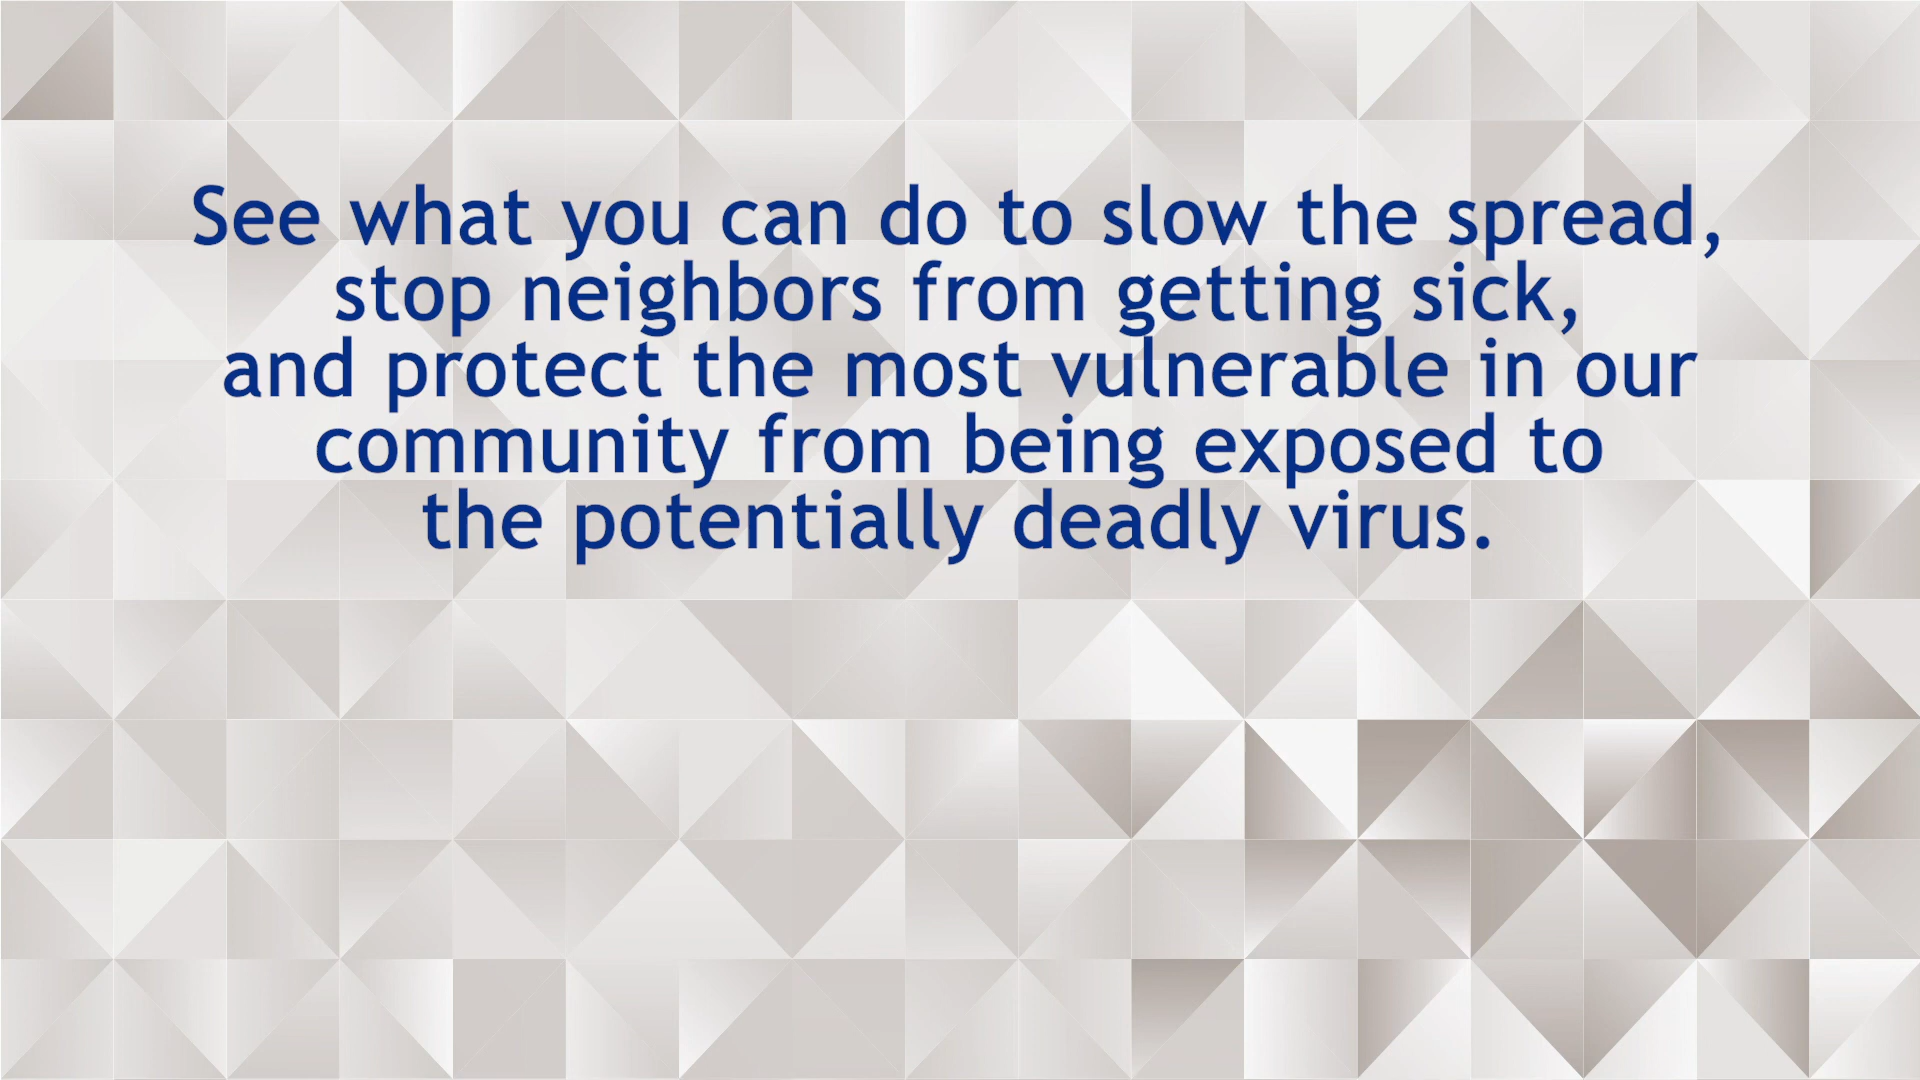 See what you can do to slow the spread,
stop neighbors from getting sick,
and protect the most vulnerable in our
community from being exposed to
the potentially deadly virus.